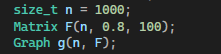 size_t n = 1000;
Matrix F(n, 0.8, 100);
Graph g(n, F);